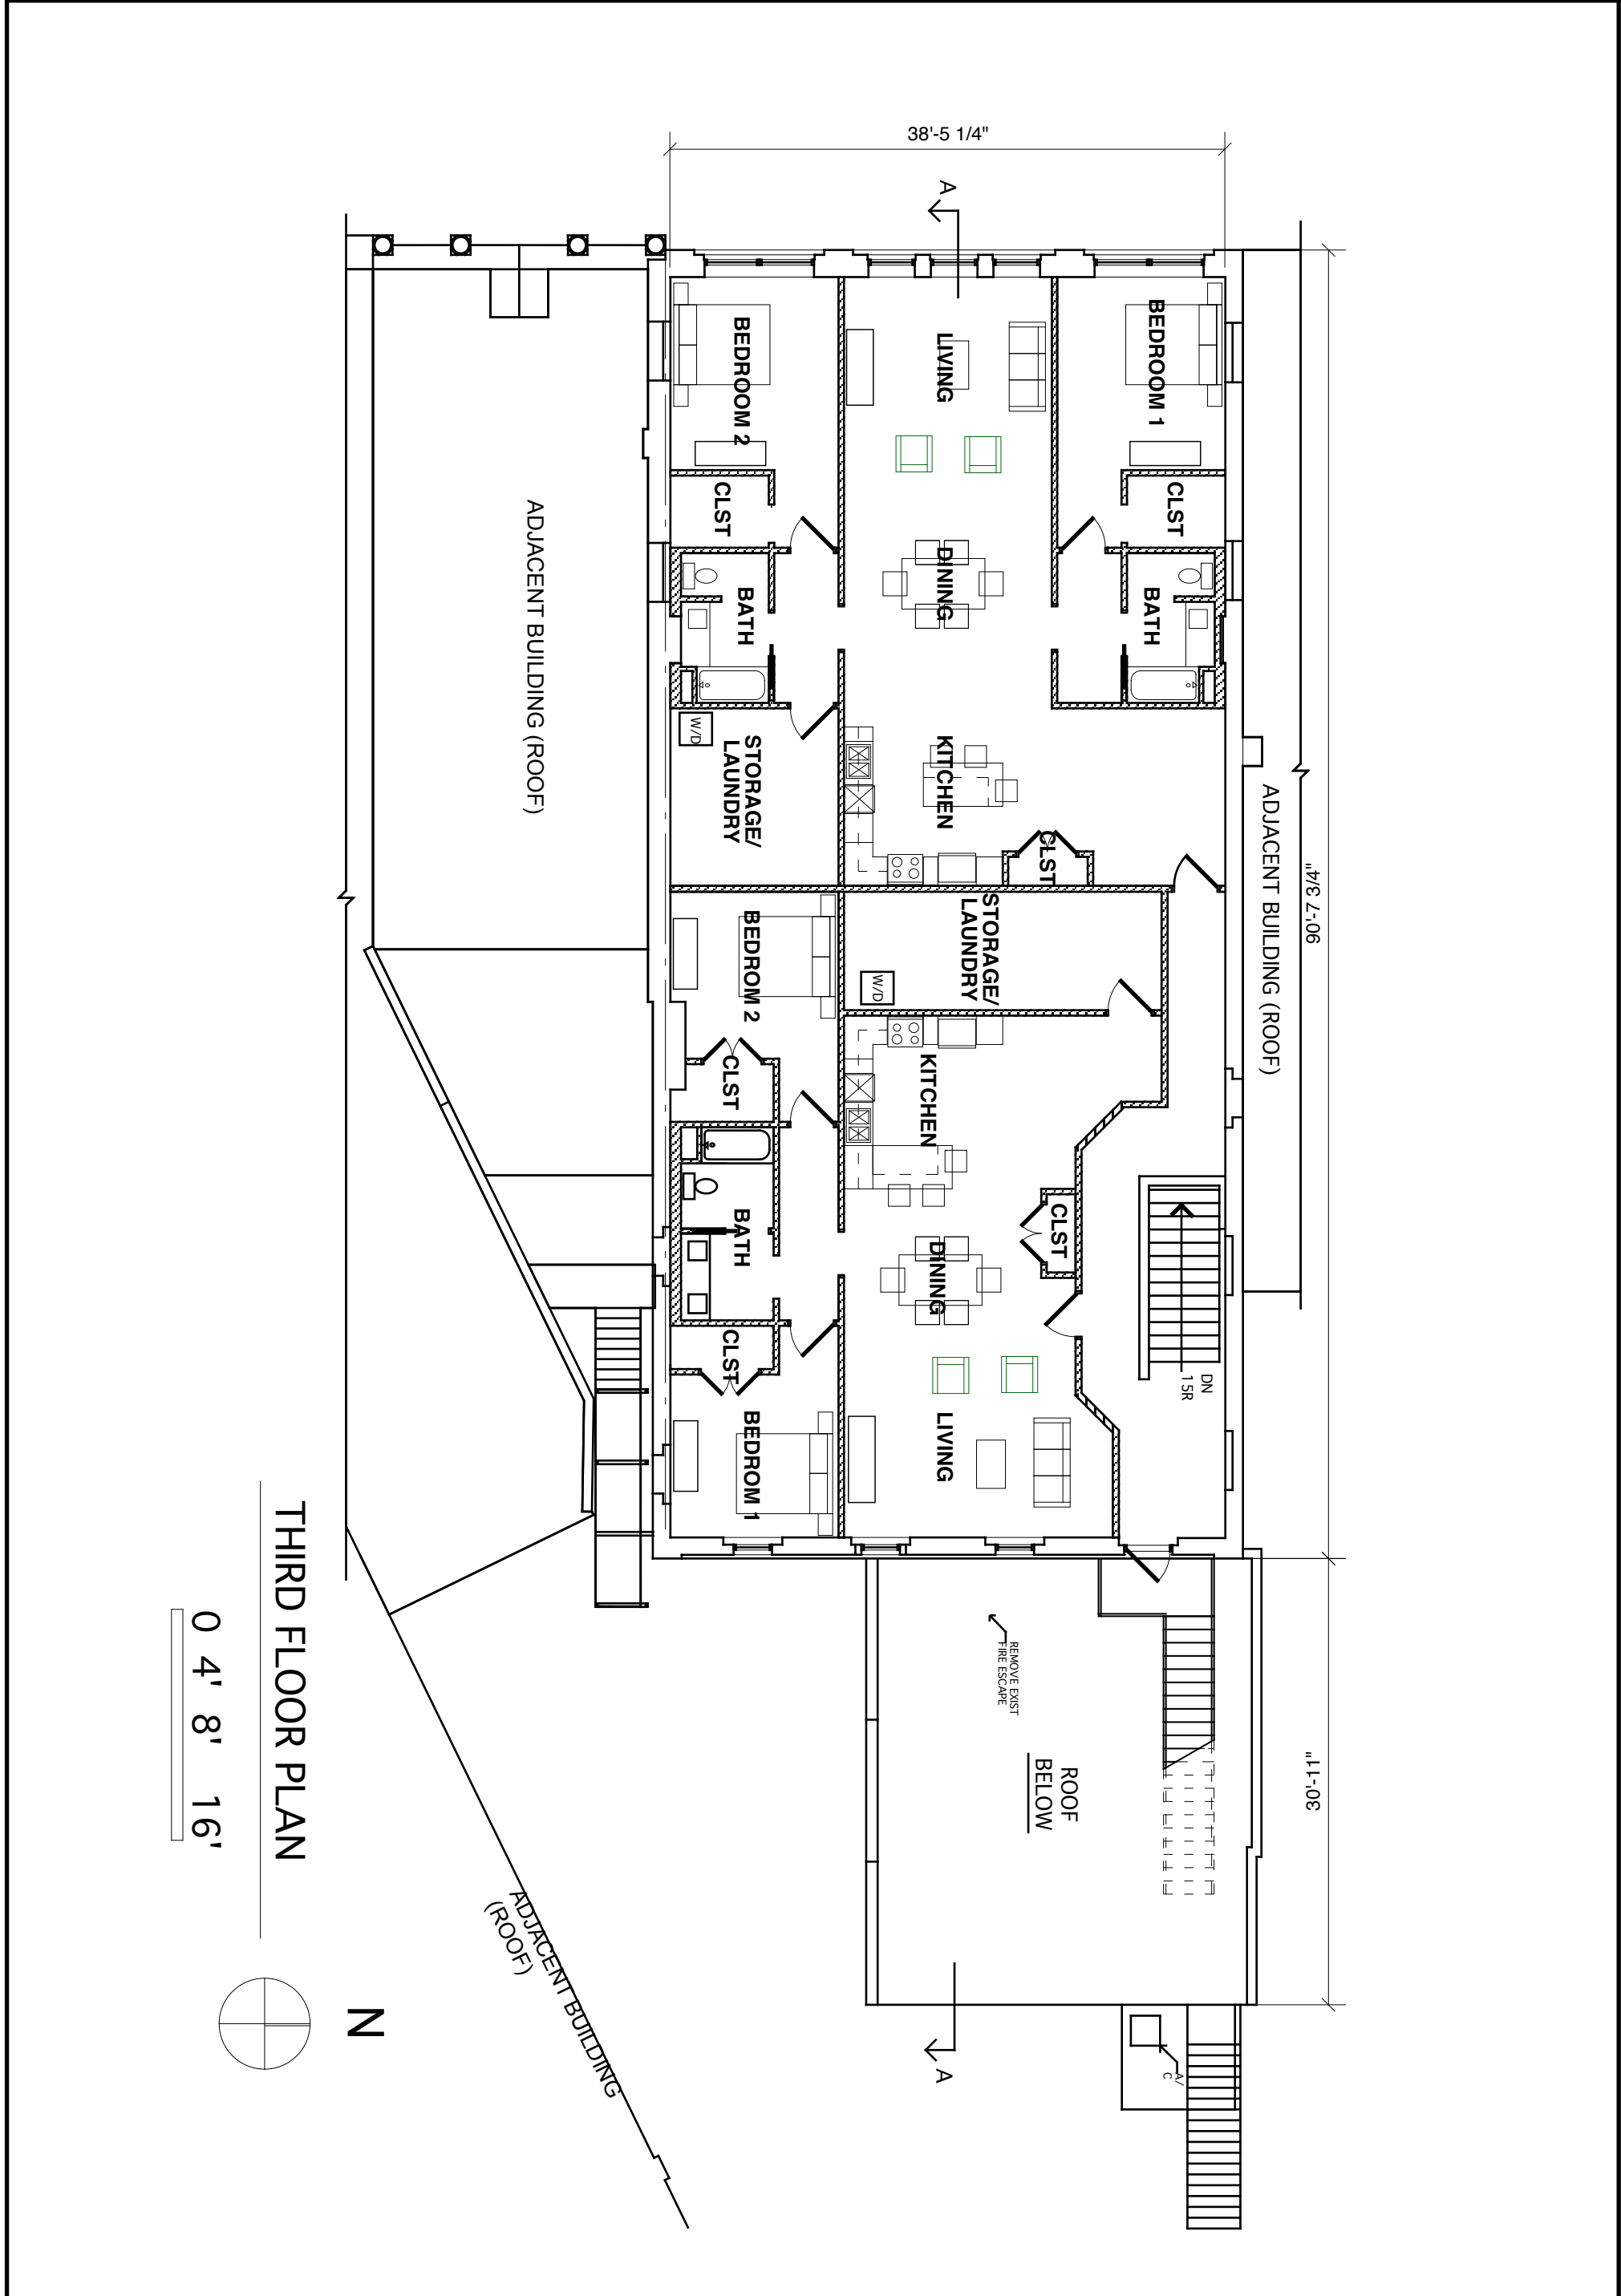 38'-5 1/4"
A
BEDROOM 1
LIVING
BEDROOM 2
CLST
CLST
DINING
BATH
BATH
KITCHEN
W/D
STORAGE/
LAUNDRY
CLST
ADJACENT BUILDING (ROOF)
ADJACENT BUILDING (ROOF)
90'-7 3/4"
STORAGE/
LAUNDRY
W/D
BEDROM 2
CLST
KITCHEN
BATH
CLST
DINING
CLST
DN
15R
LIVING
BEDROM 1
REMOVE EXIST
FIRE ESCAPE
ROOF
BELOW
30'-1"
A
A/
C
ADJACENT BUILDING
(ROOF)
THIRD FLOOR PLAN
0 4' 8' 16'
N